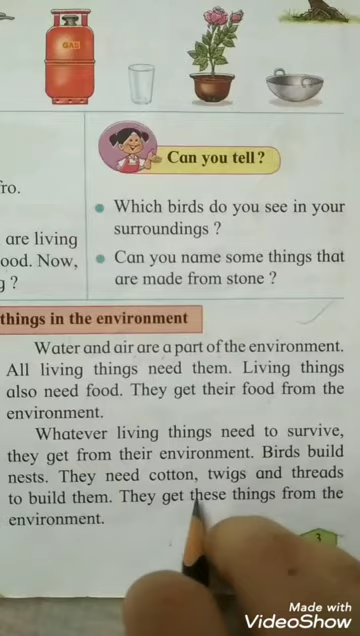 GAS
Can you tell ?
fro.
Which birds do you see in your
surroundings ?
are living
ood. Now,
g ?
Can you name some things that
are made from stone ?
things in the environment
Water and air are a part of the environment.
All living things need them. Living things
also need food. They get their food from the
environment.
Whatever living things need to survive,
they get from their environment. Birds build
nests. They need cotton, twigs and threads
to build them. They get these things from the
environment.
3
Made with
VideoShow